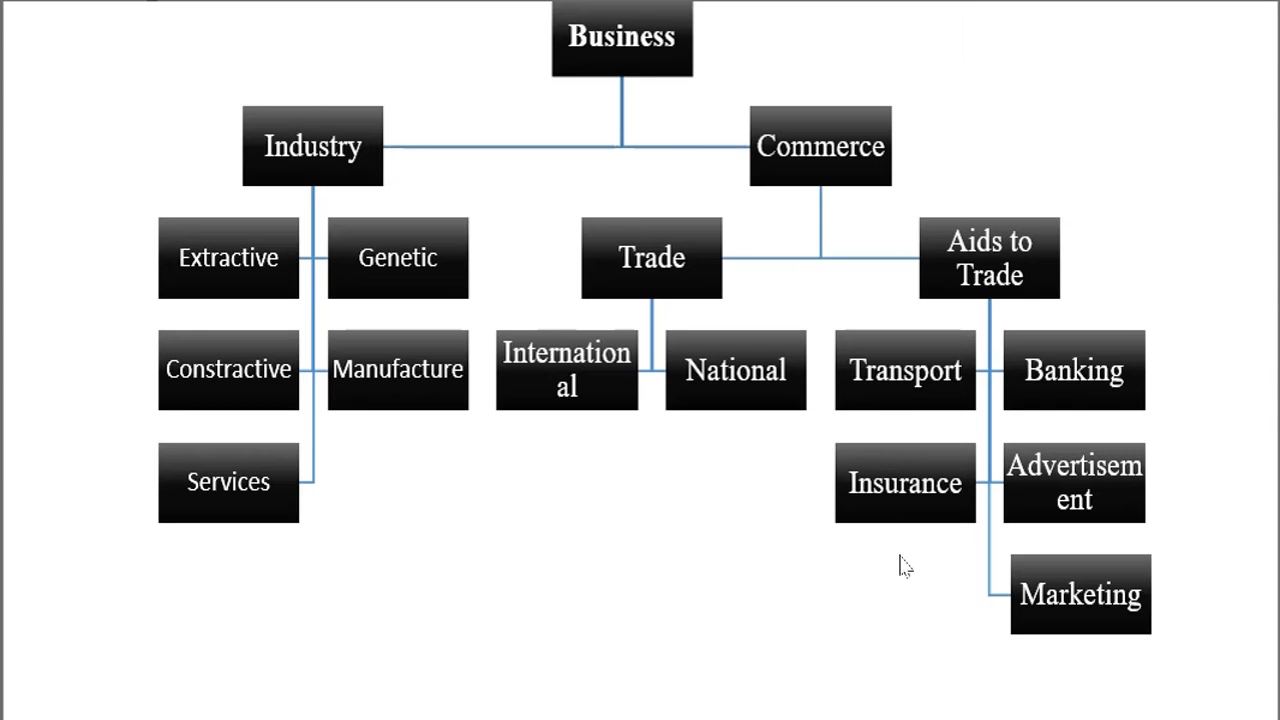 Business
Industry
Commerce
Extractive
Genetic
Trade
Aids to
Trade
Constractive
Manufacture
Internation
al
National
Transport
Banking
Services
Insurance
Advertisem
ent
Marketing